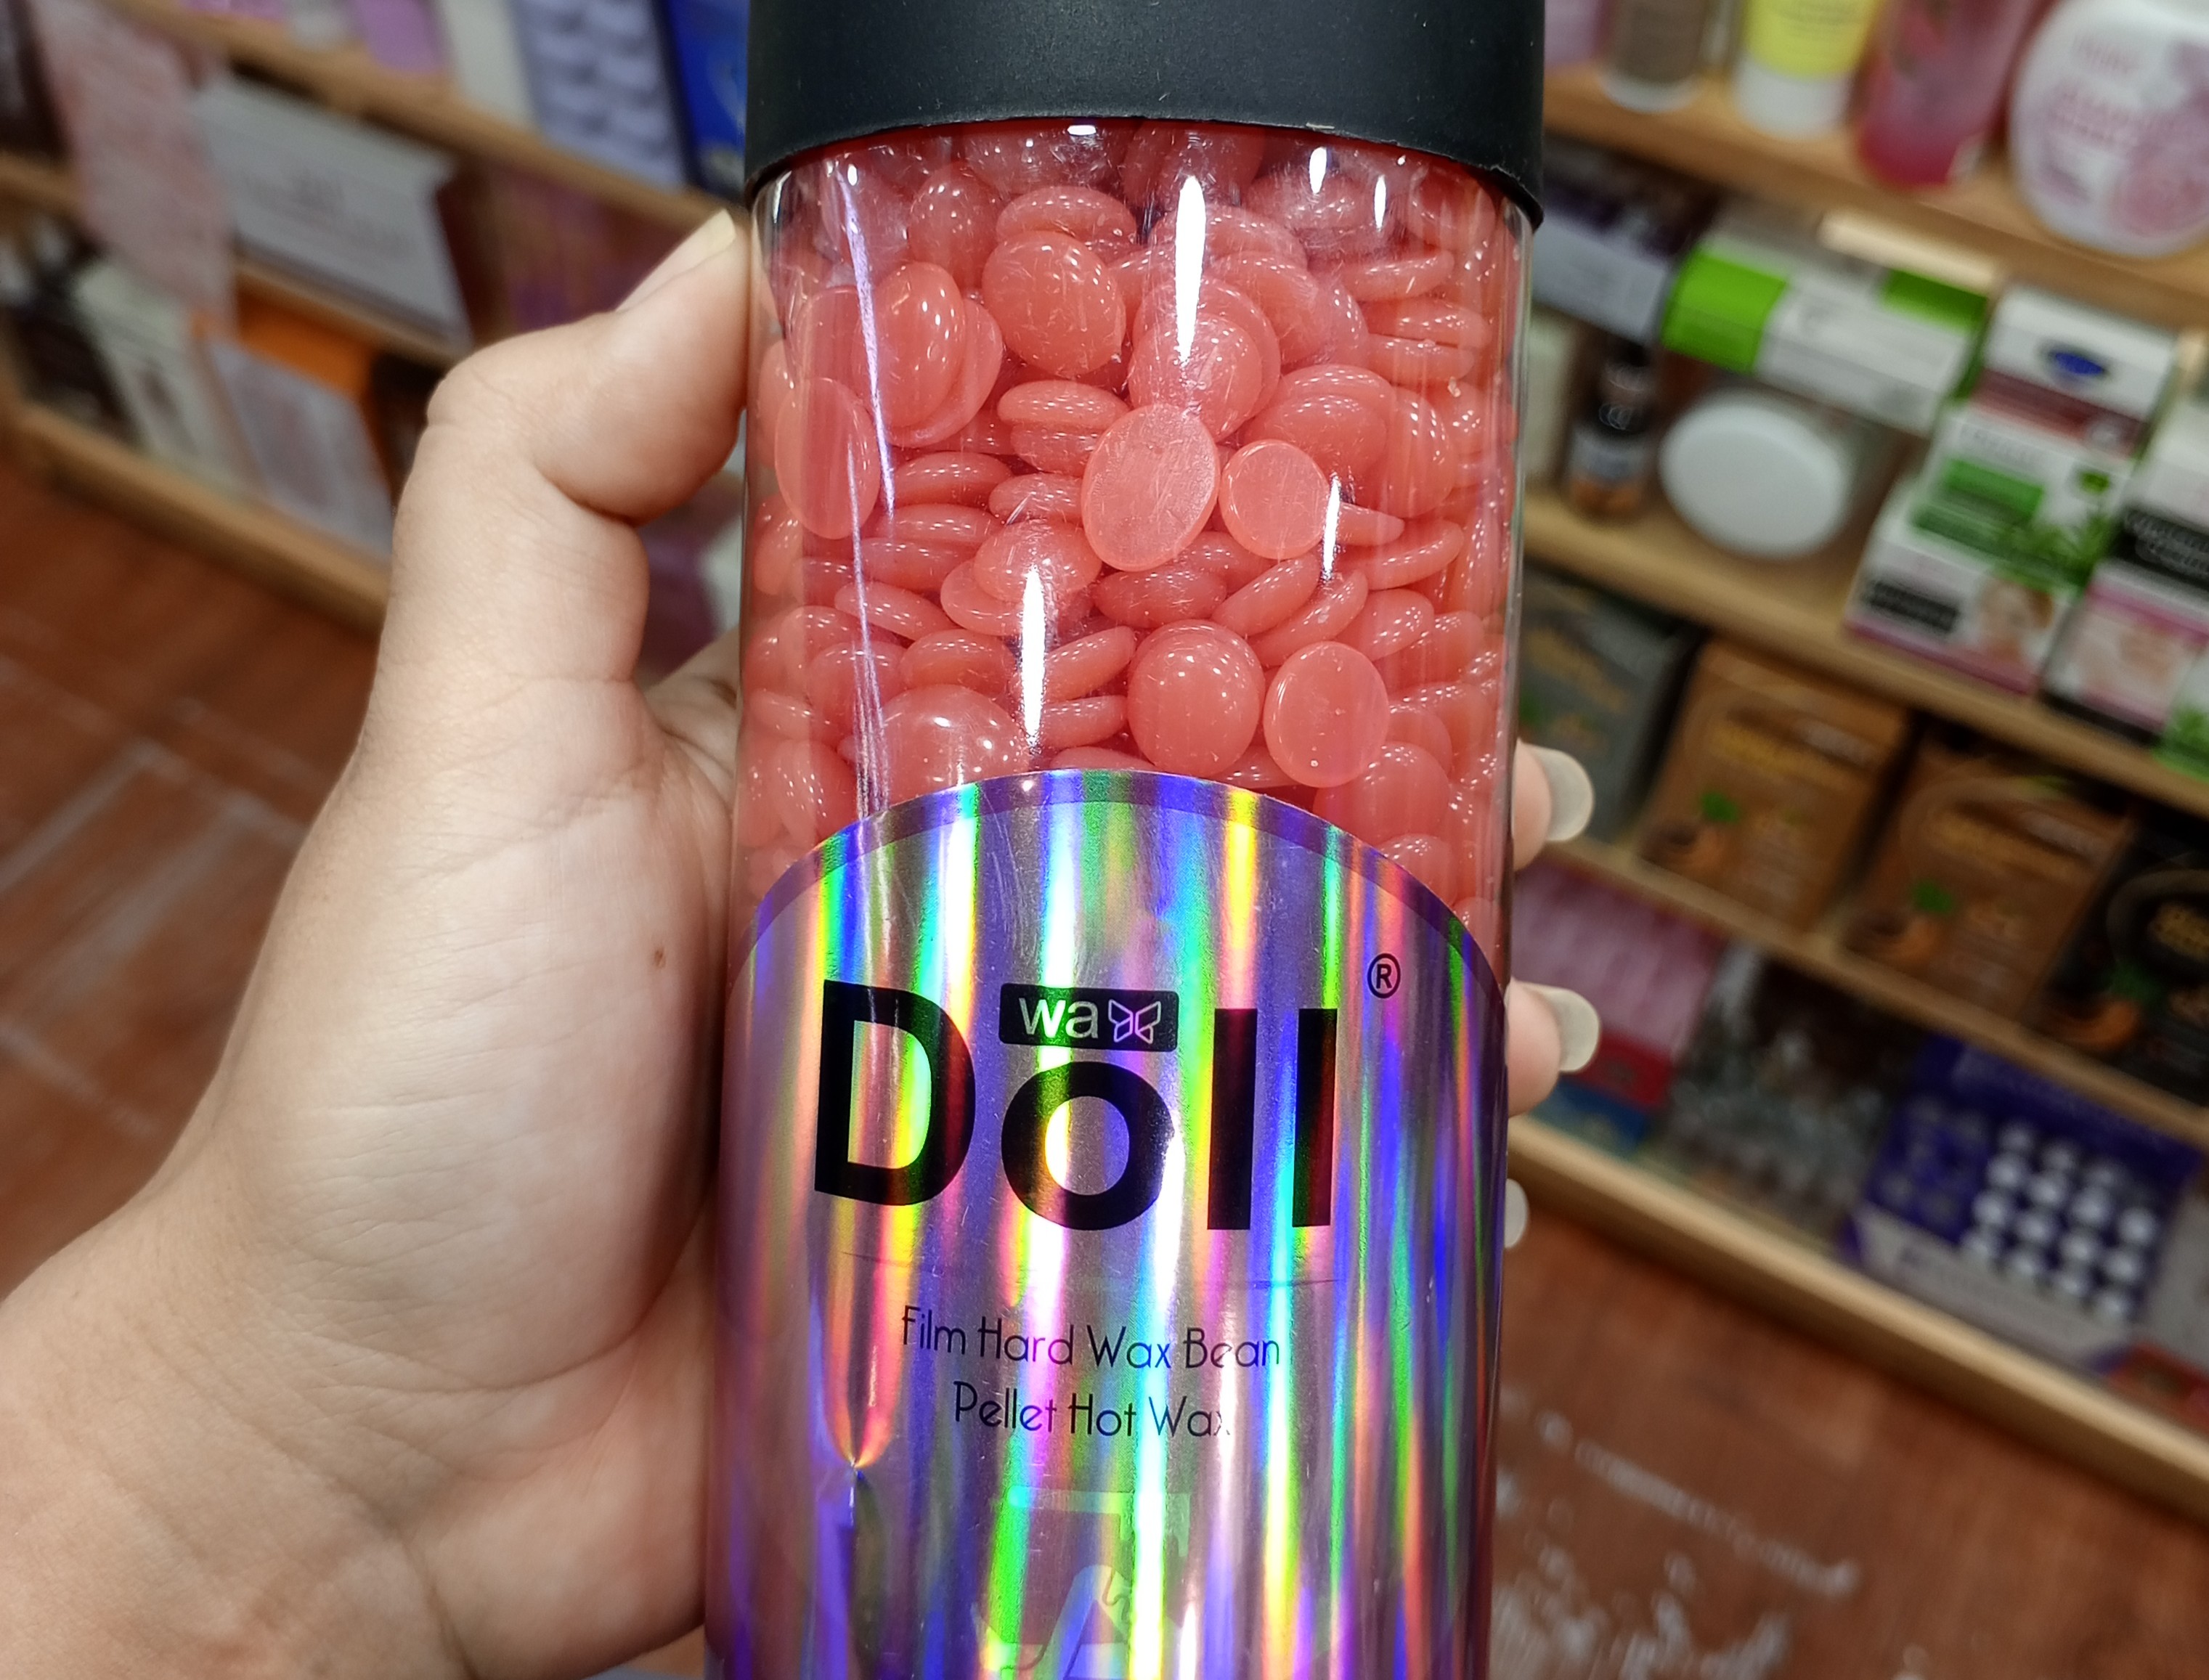 wax
Doll ®
Film Hard Wax Bean
Pellet Hot Wax